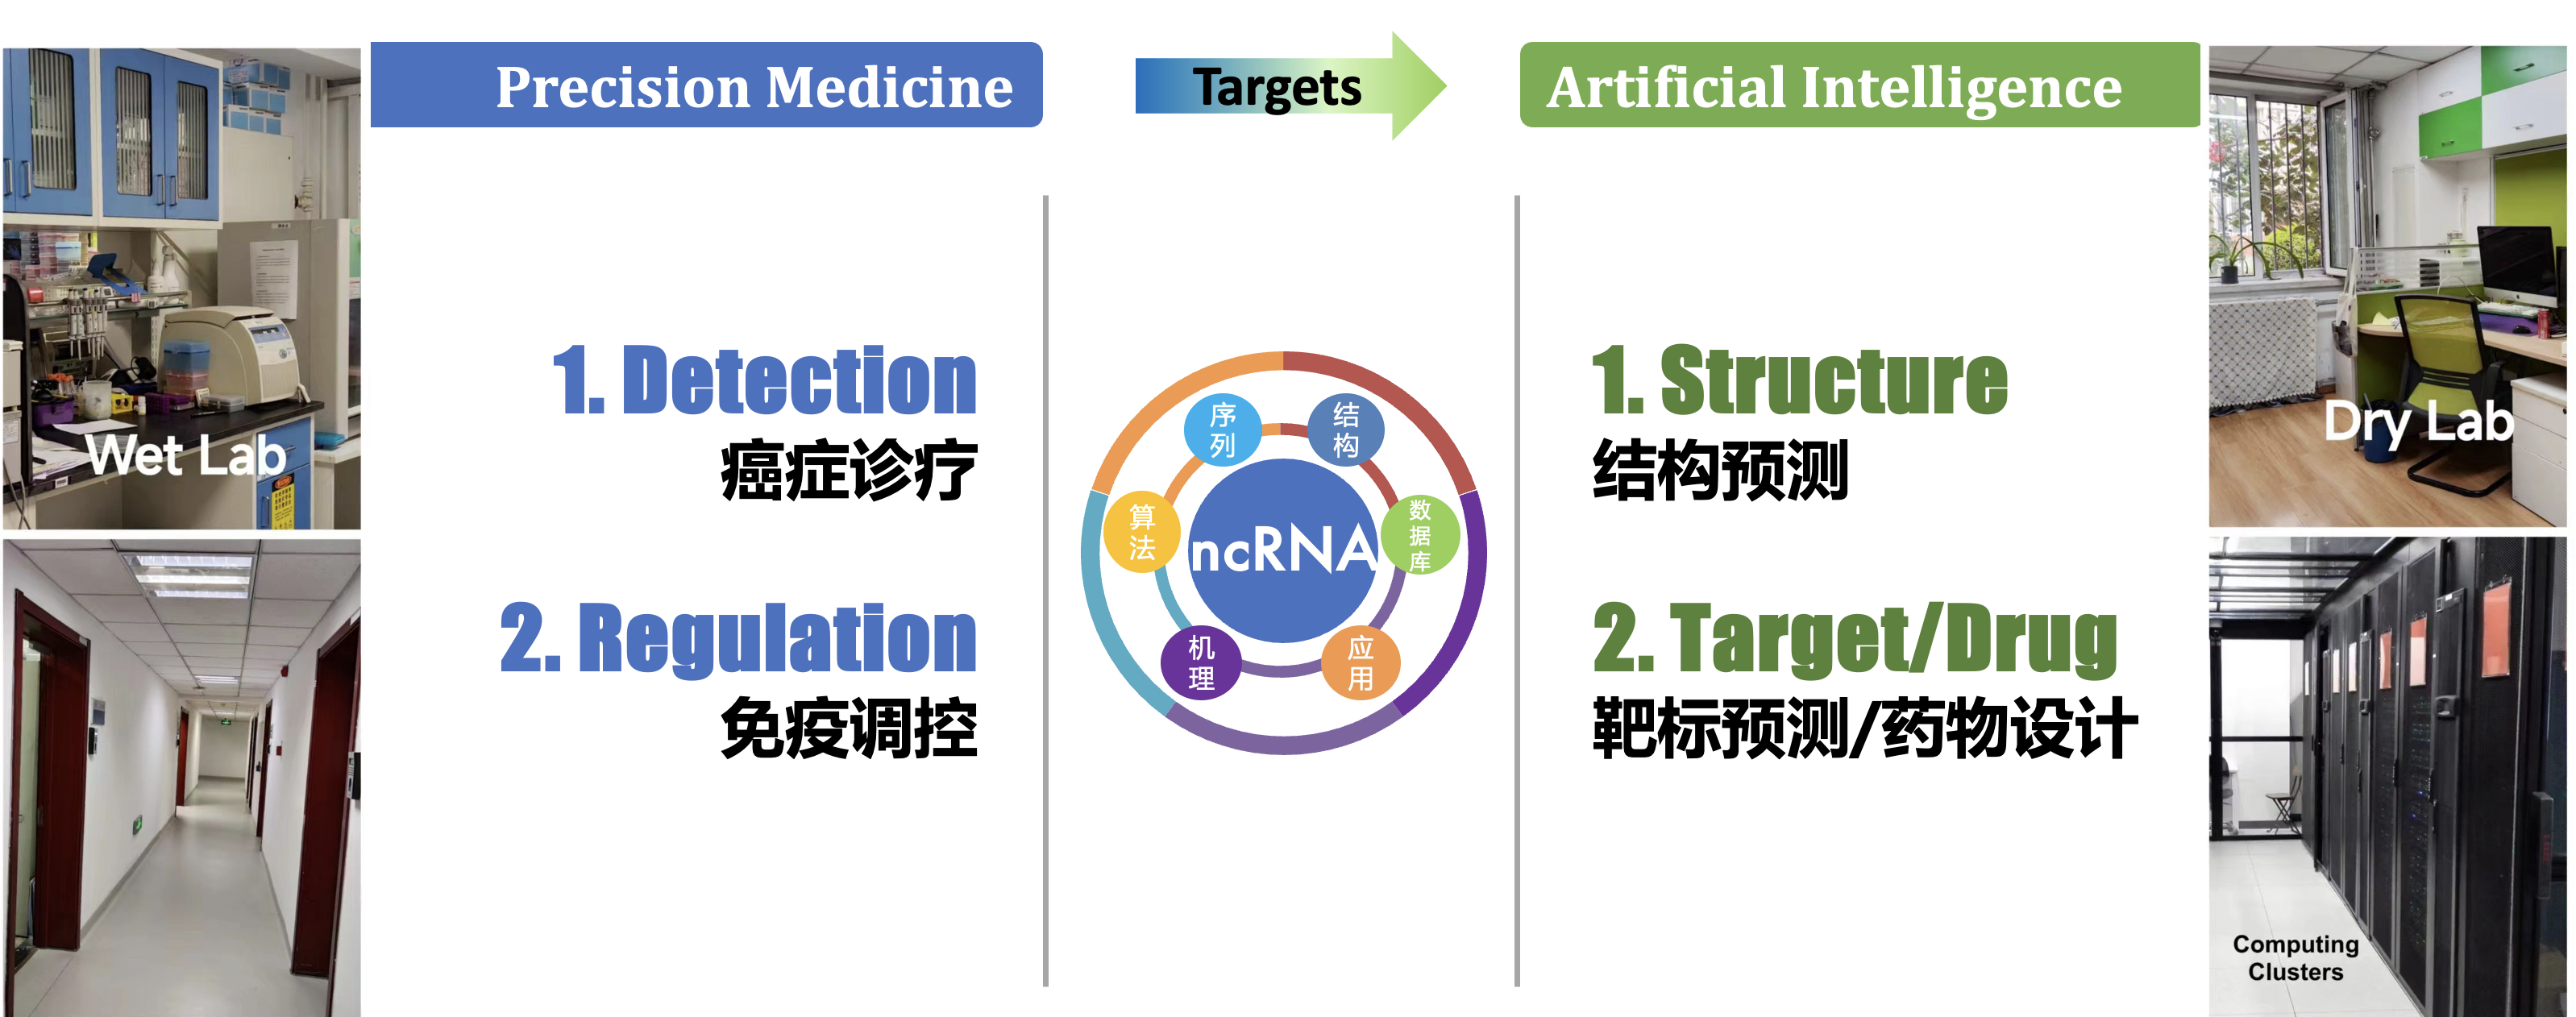 Precision Medicine
Targets
Artificial Intelligence
Wet Lab
1. Detection
癌症诊疗
2. Regulation
免疫调控
序列
结构
算法
数据库
ncRNA
机理
应用
1. Structure
结构预测
2. Target/Drug
靶标预测/药物设计
Dry Lab
Computing
Clusters